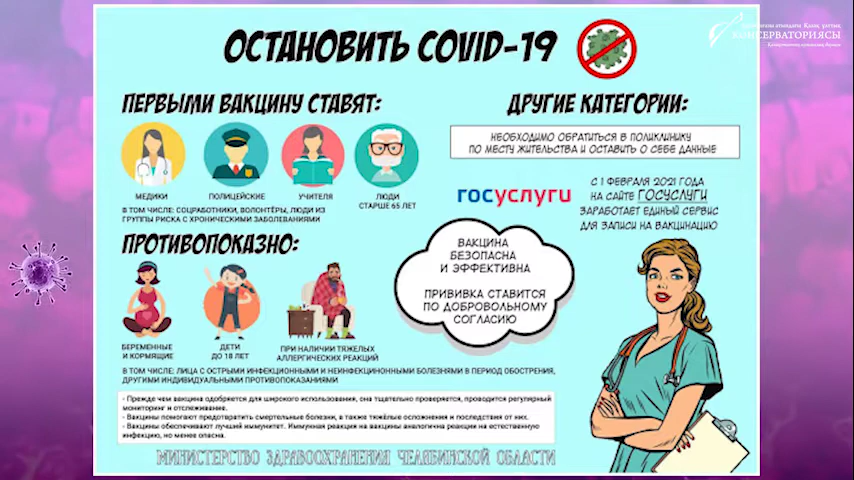 ОСТАНОВИТЬ COVID-19
ПЕРВЫМИ ВАКЦИНУ СТАВЯТ:
МЕДИКИ
ПОЛИЦЕЙСКИЕ
УЧИТЕЛЯ
ЛЮДИ
СТАРШЕ 65 ЛЕТ
В ТОМ ЧИСЛЕ: СОЦРАБОТНИКИ, ВОЛОНТЁРЫ, ЛЮДИ ИЗ
ГРУППЫ РИСКА С ХРОНИЧЕСКИМИ ЗАБОЛЕВАНИЯМИ
ПРОТИВОПОКАЗНО:
БЕРЕМЕННЫЕ
И КОРМЯЩИЕ
ДЕТИ
ДО 18 ЛЕТ
ПРИ НАЛИЧИИ ТЯЖЕЛЫХ
АЛЛЕРГИЧЕСКИХ РЕАКЦИЙ
В ТОМ ЧИСЛЕ: ЛИЦА С ОСТРЫМИ ИНФЕКЦИОННЫМИ И НЕИНФЕКЦИОННЫМИ БОЛЕЗНЯМИ В ПЕРИОД ОБОСТРЕНИЯ,
ДРУГИМИ ИНДИВИДУАЛЬНЫМИ ПРОТИВОПОКАЗАНИЯМИ
- Прежде чем вакцина одобряется для широкого использования, она тщательно проверяется, проводится регулярный
мониторинг и отслеживание.
- Вакцины помогают предотвратить смертельные болезни, а также тяжёлые осложнения и последствия от них.
- Вакцины обеспечивают лучший иммунитет. Иммунная реакция на вакцины аналогична реакции на естественную
инфекцию, но менее опасна.
МИНИСТЕРСТВО ЗДРАВООХРАНЕНИЯ ЧЕЛЯБИНСКОЙ ОБЛАСТИ
ДРУГИЕ КАТЕГОРИИ:
НЕОБХОДИМО ОБРАТИТЬСЯ В ПОЛИКЛИНИКУ
ПО МЕСТУ ЖИТЕЛЬСТВА И ОСТАВИТЬ О СЕБЕ ДАННЫЕ
госуслуги
С 1 ФЕВРАЛЯ 2021 ГОДА
НА САЙТЕ ГОСУСЛУГИ
ЗАРАБОТАЕТ ЕДИНЫЙ СЕРВИС
ДЛЯ ЗАПИСИ НА ВАКЦИНАЦИЮ
ВАКЦИНА
БЕЗОПАСНА
И ЭФФЕКТИВНА
ПРИВИВКА СТАВИТСЯ
ПО ДОБРОВОЛЬНОМУ
СОГЛАСИЮ
КОНСЕРВАТОРИЯСЫ